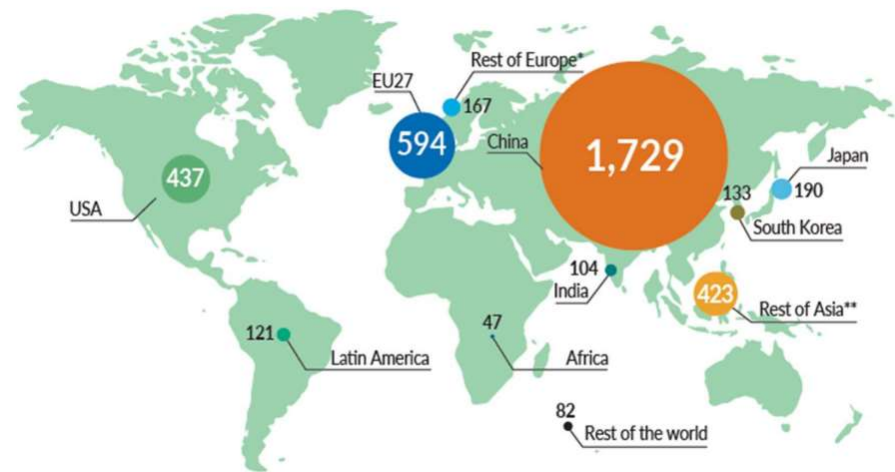 Rest of Europe*
167
EU27
594
China
1,729
Japan
190
133
South Korea
437
USA
104
India
423
Rest of Asia**
121
Latin America
47
Africa
82
Rest of the world